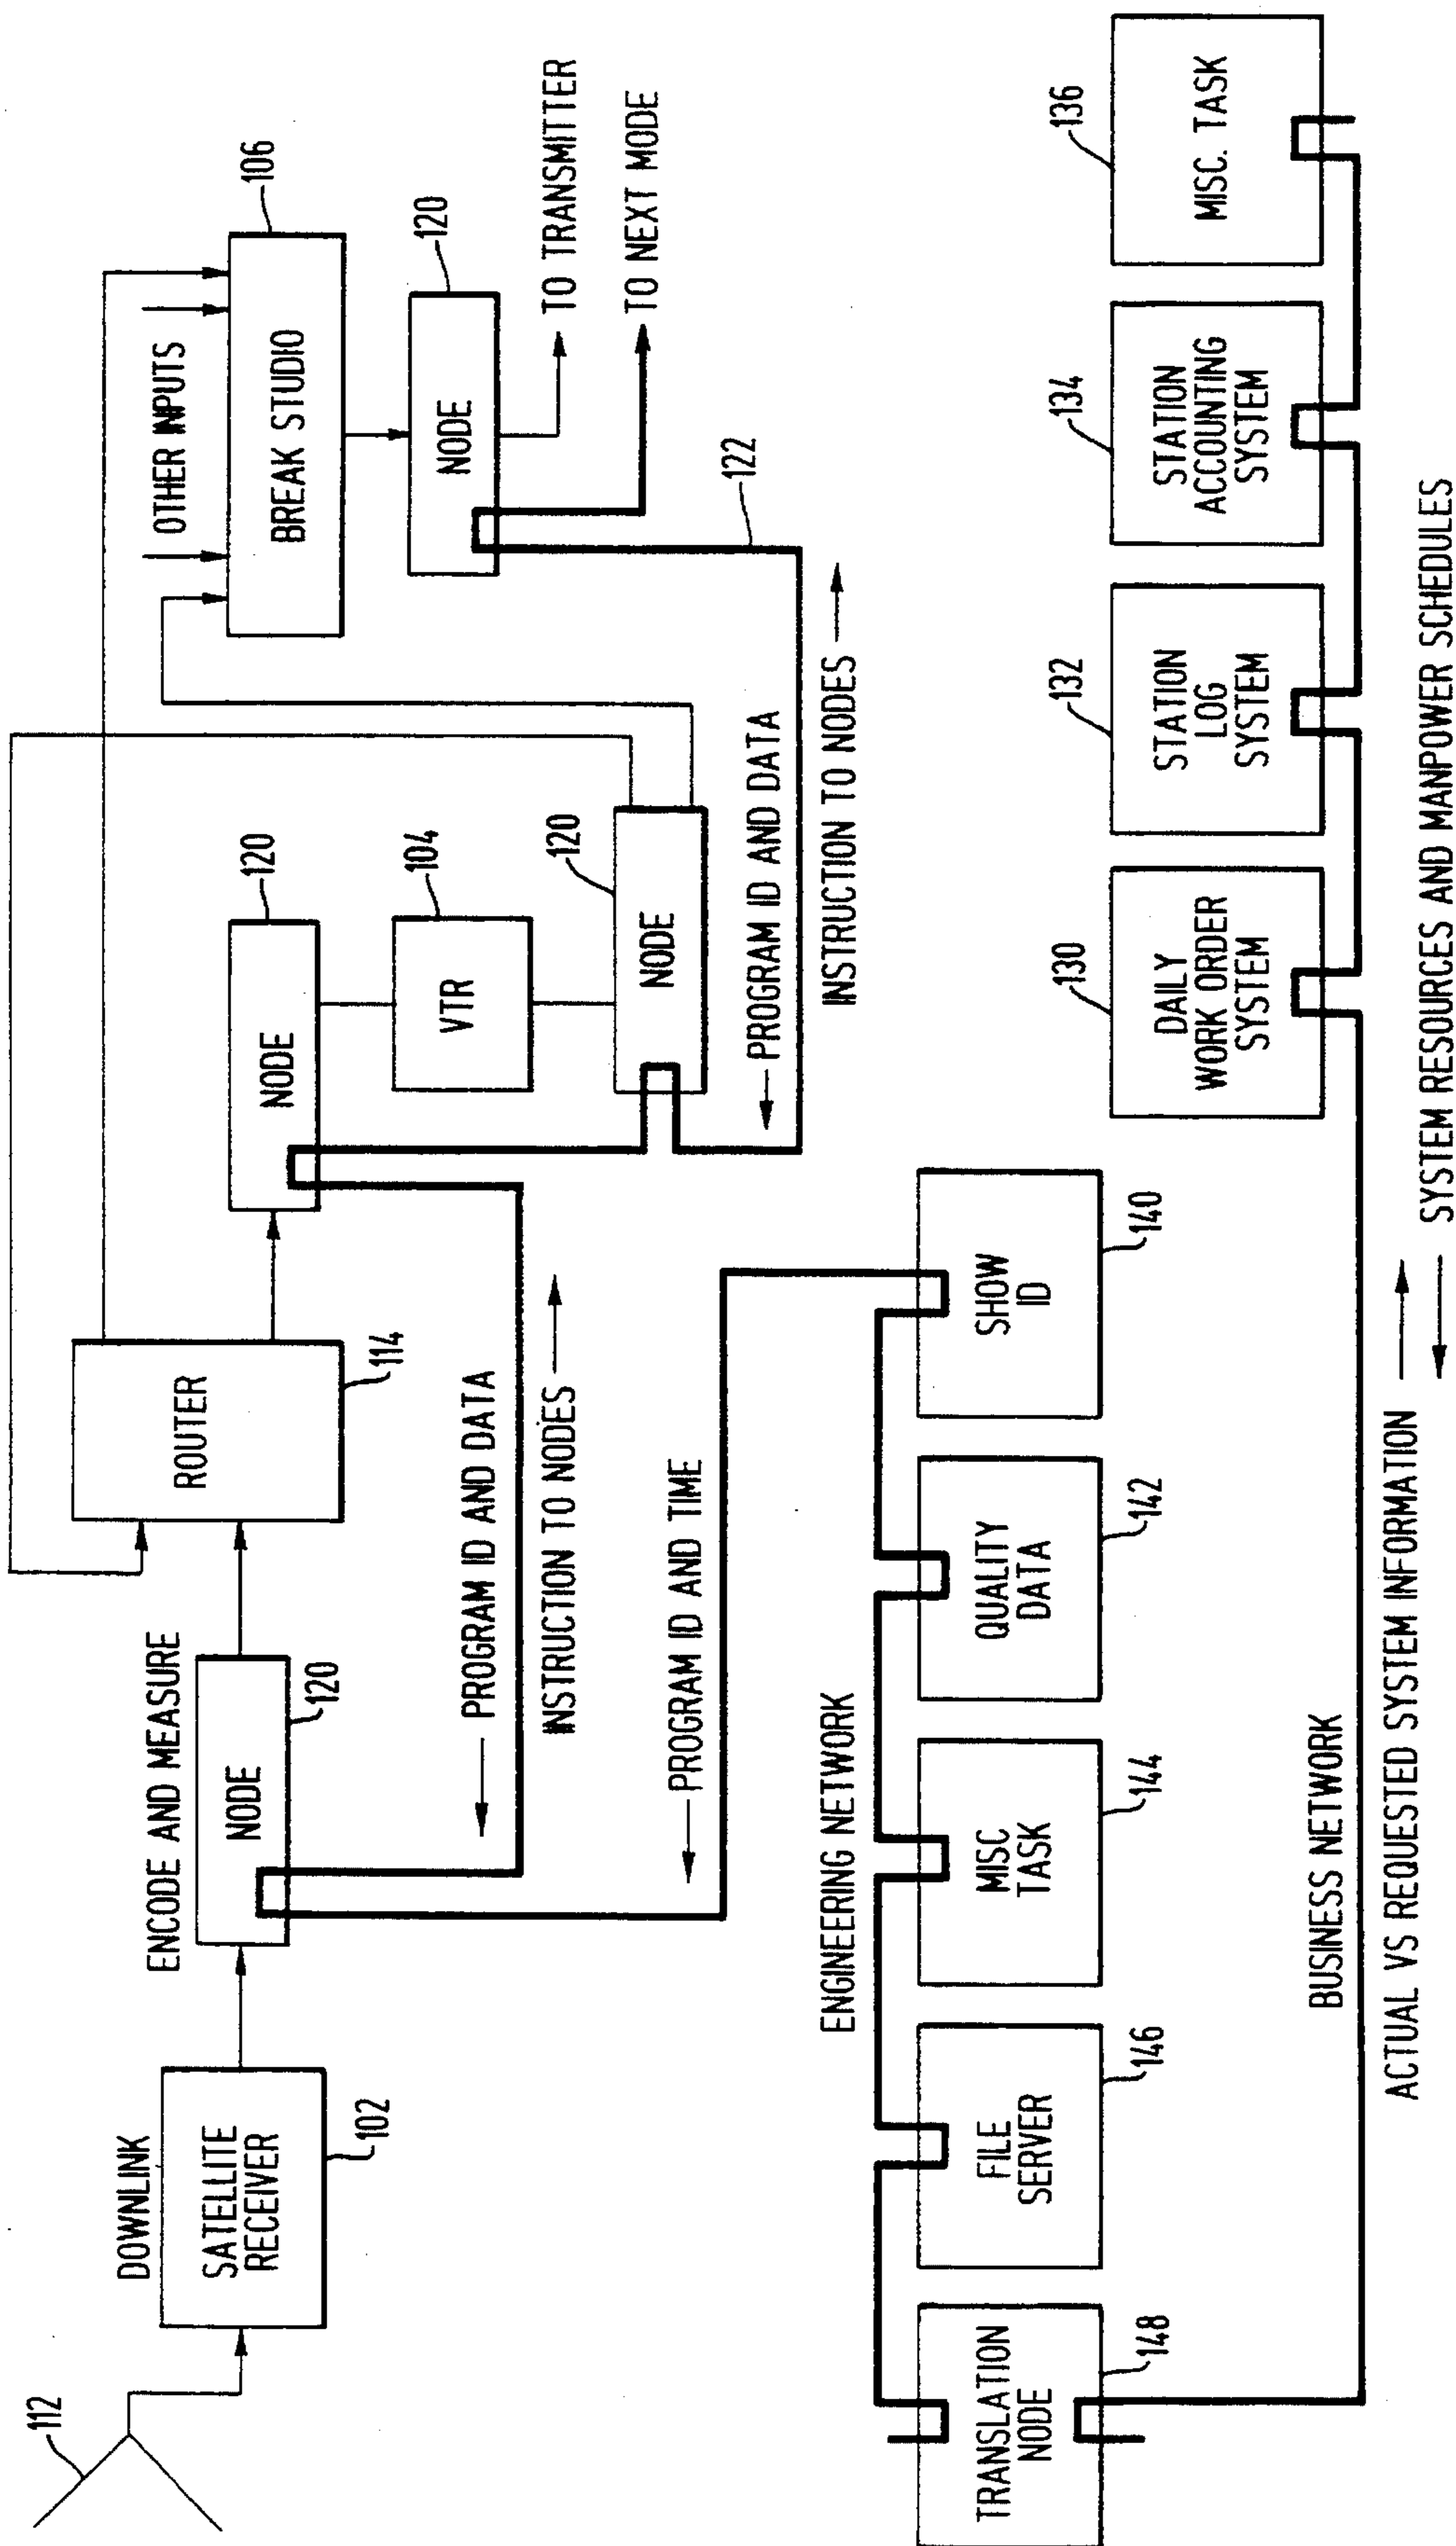 112
DOWNLINK
SATELLITE
RECEIVER
102
ENCODE AND MEASURE
NODE
120
ROUTER
114
NODE
120
VTR
104
NODE
120
OTHER INPUTS
BREAK STUDIO
106
NODE
120
TO TRANSMITTER
TO NEXT MODE
122
PROGRAM ID AND DATA
INSTRUCTION TO NODES
PROGRAM ID AND DATA
INSTRUCTION TO NODES
PROGRAM ID AND TIME
ENGINEERING NETWORK
TRANSLATION
NODE
148
FILE
SERVER
146
MISC
TASK
144
QUALITY
DATA
142
SHOW
ID
140
DAILY
WORK ORDER
SYSTEM
130
STATION
LOG
SYSTEM
132
STATION
ACCOUNTING
SYSTEM
134
MISC. TASK
136
BUSINESS NETWORK
ACTUAL VS REQUESTED SYSTEM INFORMATION
SYSTEM RESOURCES AND MANPOWER SCHEDULES